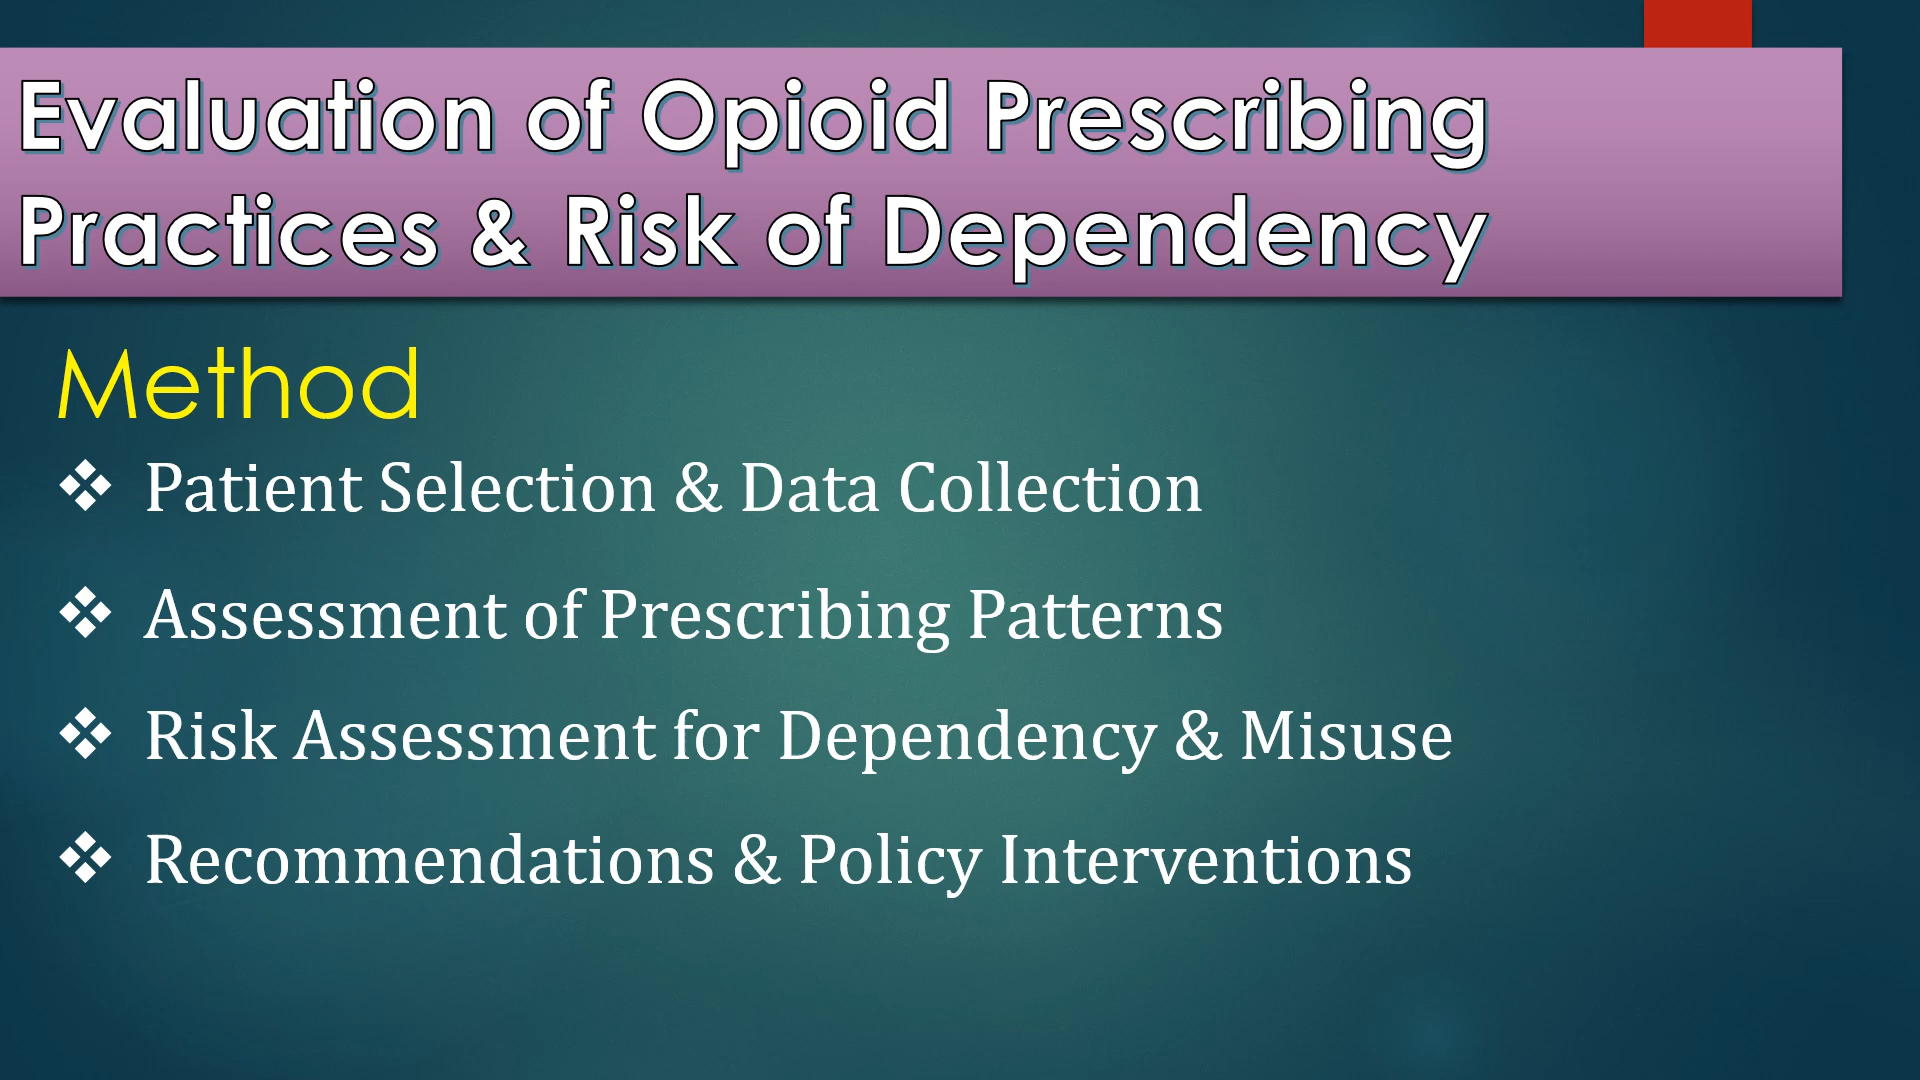 Evaluation of Opioid Prescribing
Practices & Risk of Dependency
Method
❖ Patient Selection & Data Collection
❖ Assessment of Prescribing Patterns
❖ Risk Assessment for Dependency & Misuse
❖ Recommendations & Policy Interventions